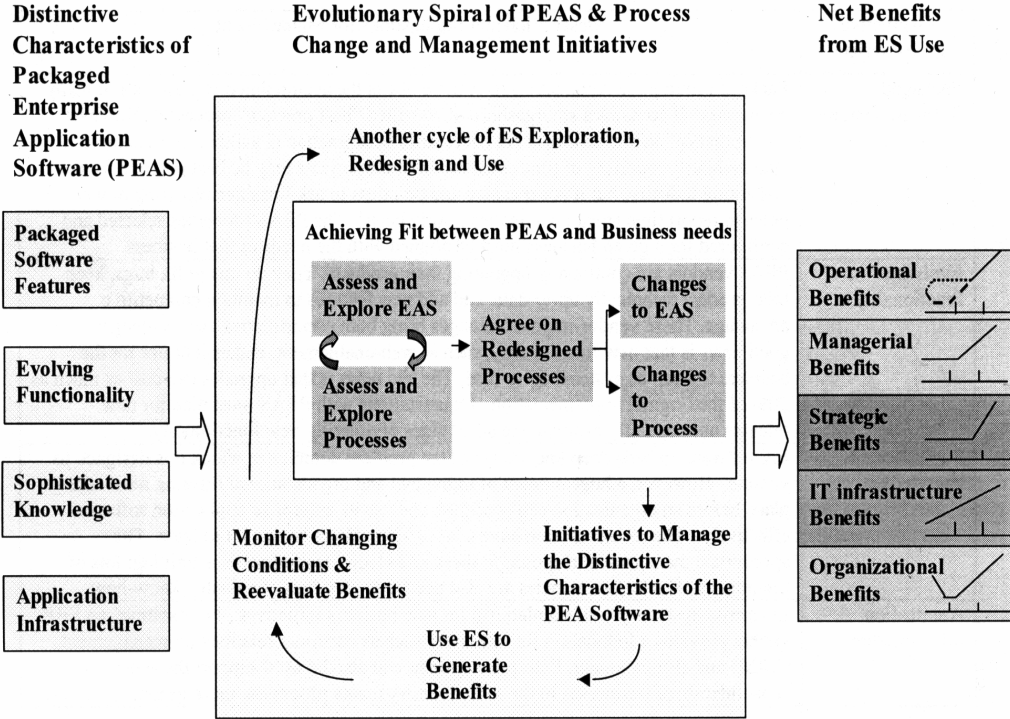 Distinctive
Characteristics of
Packaged
Enterprise
Application
Software (PEAS)
Packaged
Software
Features
Evolving
Functionality
Sophisticated
Knowledge
Application
Infrastructure
Evolutionary Spiral of PEAS & Process
Change and Management Initiatives
Another cycle of ES Exploration,
Redesign and Use
Achieving Fit between PEAS and Business needs
Assess and
Explore EAS
Assess and
Explore
Processes
Agree on
Redesigned
Processes
Changes
to EAS
Changes
to
Process
Initiatives to Manage
the Distinctive
Characteristics of the
PEA Software
Use ES to
Generate
Benefits
Monitor Changing
Conditions &
Reevaluate Benefits
Net Benefits
from ES Use
Operational
Benefits
Managerial
Benefits
Strategic
Benefits
IT infrastructure
Benefits
Organizational
Benefits